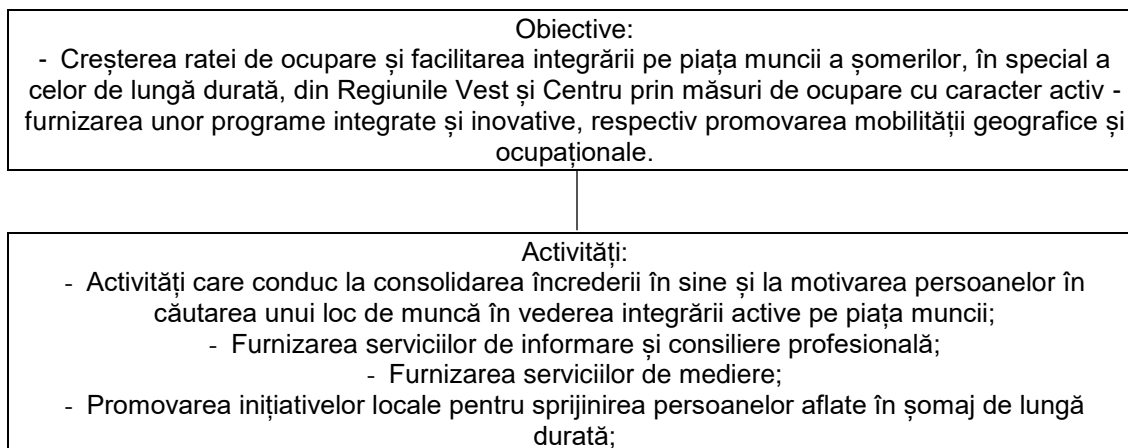 Obiective:
- Creșterea ratei de ocupare și facilitarea integrării pe piața muncii a șomerilor, în special a
celor de lungă durată, din Regiunile Vest și Centru prin măsuri de ocupare cu caracter activ -
furnizarea unor programe integrate și inovative, respectiv promovarea mobilității geografice și
ocupaționale.
Activități:
- Activități care conduc la consolidarea încrederii în sine și la motivarea persoanelor în
căutarea unui loc de muncă în vederea integrării active pe piața muncii;
- Furnizarea serviciilor de informare și consiliere profesională;
- Furnizarea serviciilor de mediere;
- Promovarea inițiativelor locale pentru sprijinirea persoanelor aflate în șomaj de lungă
durată;